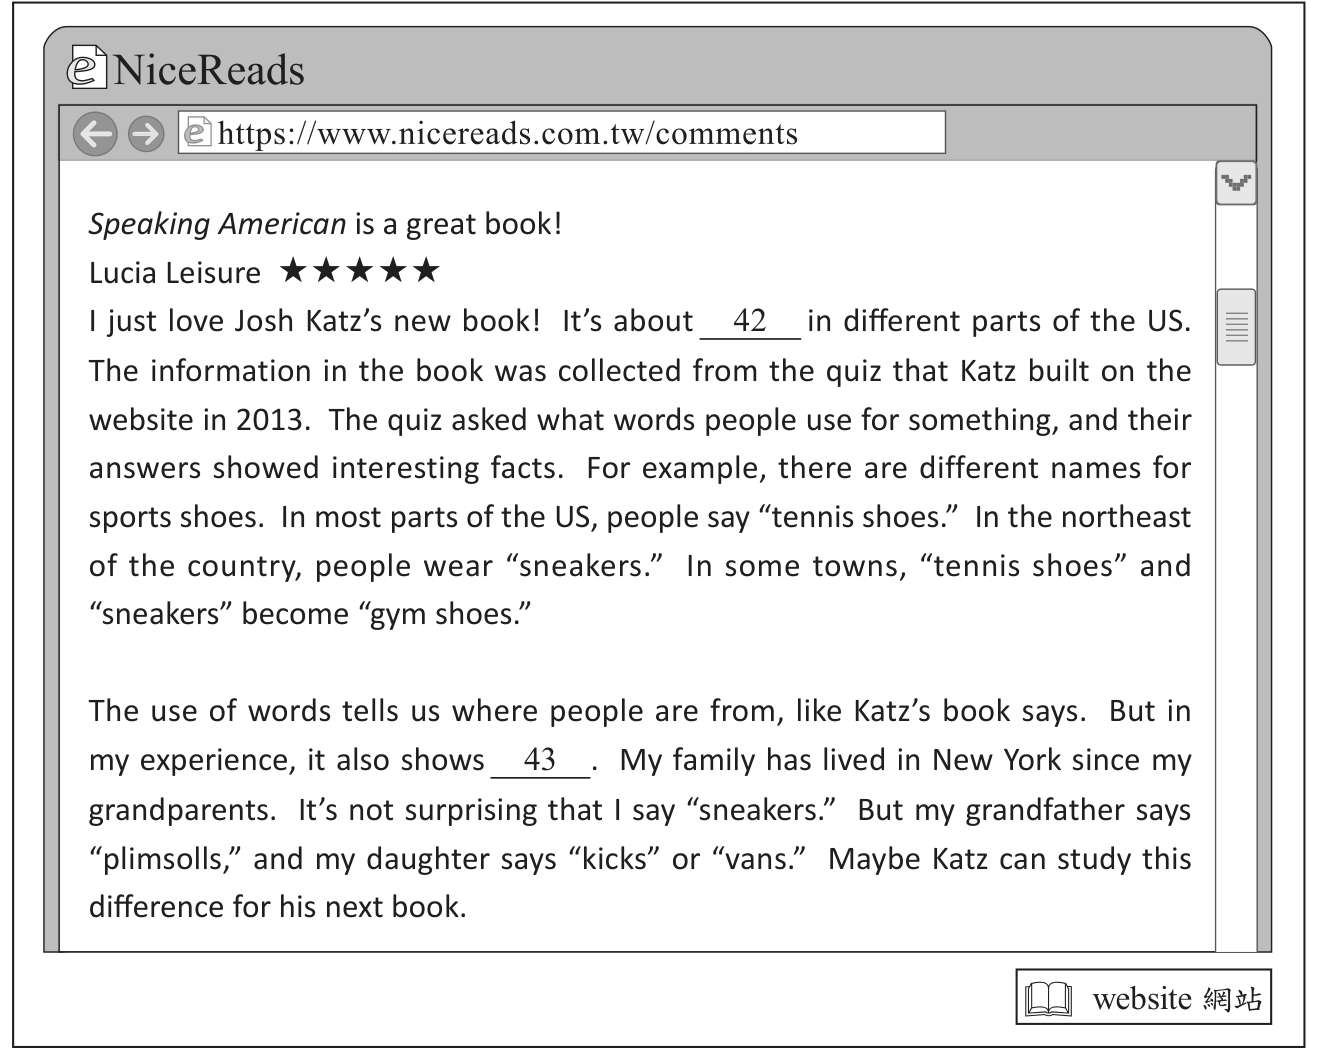 NiceReads
https://www.nicereads.com.tw/comments
Speaking American is a great book!
Lucia Leisure ★★★★★
I just love Josh Katz’s new book! It’s about 42 in different parts of the US.
The information in the book was collected from the quiz that Katz built on the
website in 2013. The quiz asked what words people use for something, and their
answers showed interesting facts. For example, there are different names for
sports shoes. In most parts of the US, people say “tennis shoes.” In the northeast
of the country, people wear “sneakers.” In some towns, “tennis shoes” and
“sneakers” become “gym shoes.”
The use of words tells us where people are from, like Katz’s book says. But in
my experience, it also shows 43. My family has lived in New York since my
grandparents. It’s not surprising that I say “sneakers.” But my grandfather says
“plimsolls,” and my daughter says “kicks” or “vans.” Maybe Katz can study this
difference for his next book.
website 網站